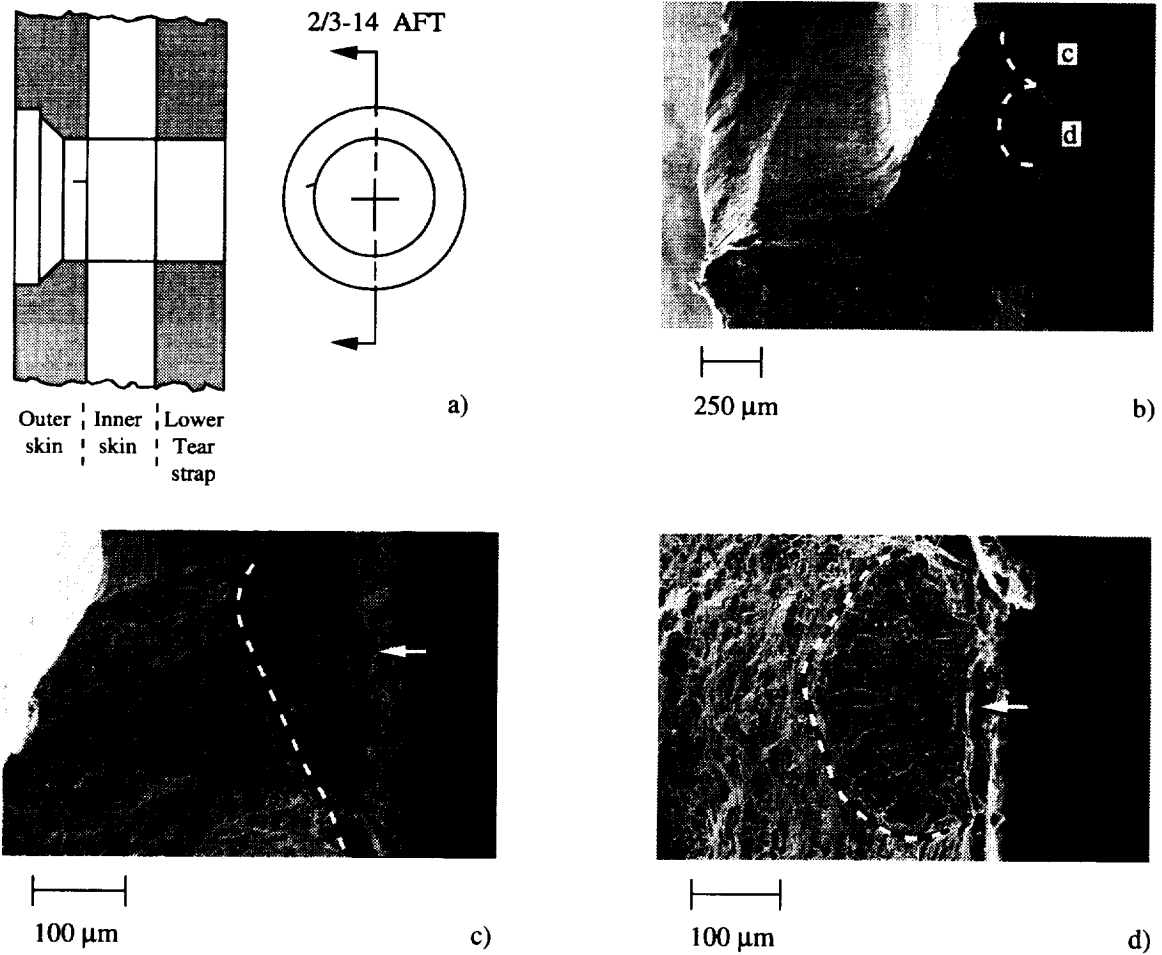 2/3-14 AFT
Outer skin
Inner skin
Lower Tear strap
a)
c
d
250 µm
b)
100 µm
c)
100 µm
d)